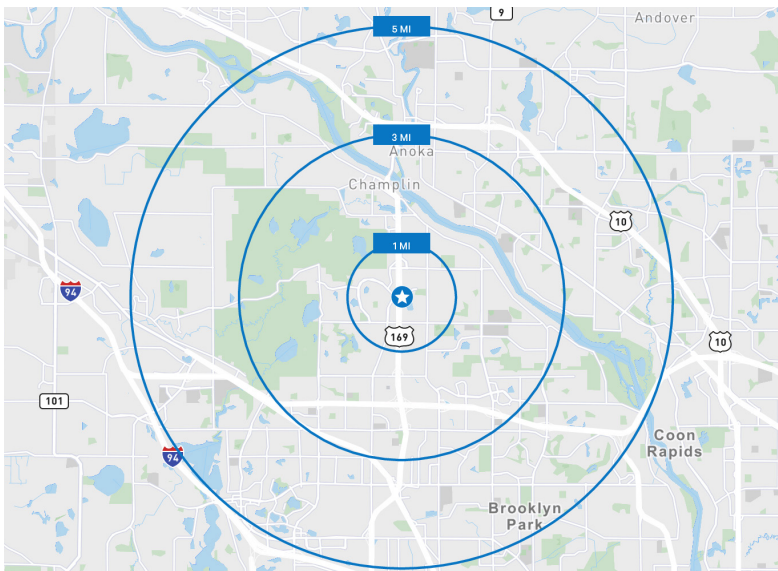 9
Andover
5 MI
3 MI
Anoka
Champlin
10
1 MI
94
169
10
101
Coon
Rapids
94
Brooklyn
Park